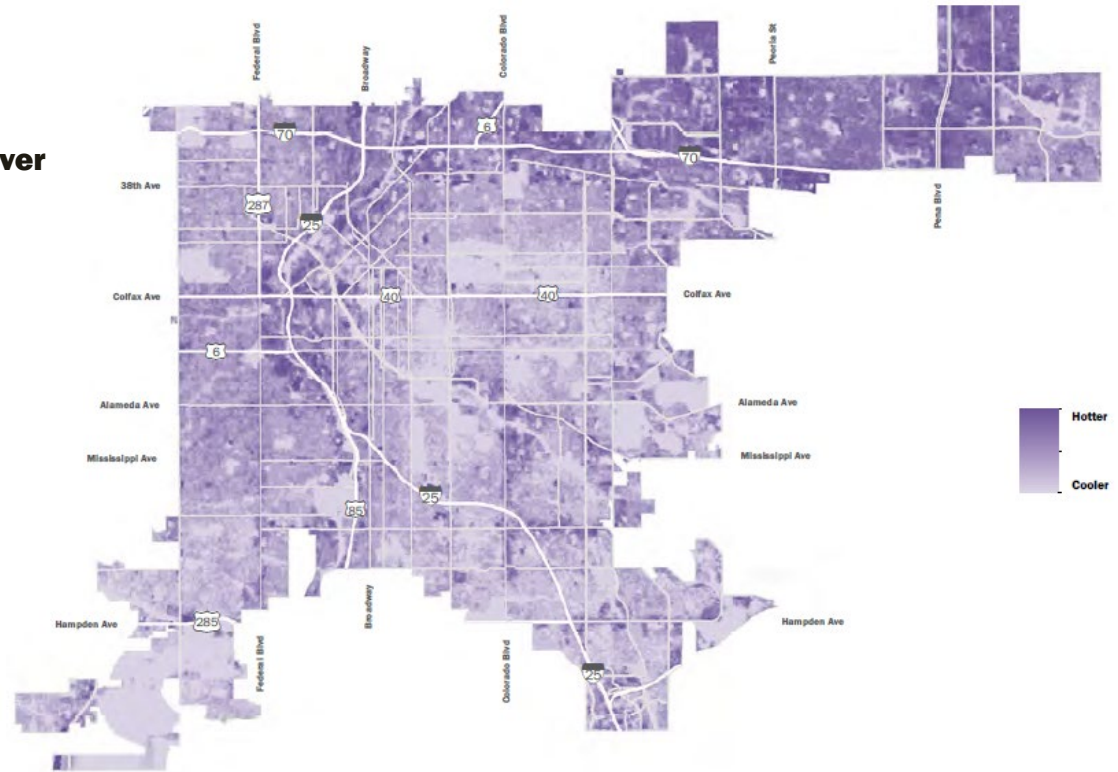 ver
Federal Blvd
Broadway
Colorado Blvd
Peoria St
70
6
70
38th Ave
287
25
Pena Blvd
Colfax Ave
40
40
Colfax Ave
N
6
Alameda Ave
Alameda Ave
Hotter
Mississippi Ave
Mississippi Ave
Cooler
25
85
Hampden Ave
285
Hampden Ave
Federal Blvd
Broadway
Colorado Blvd
25